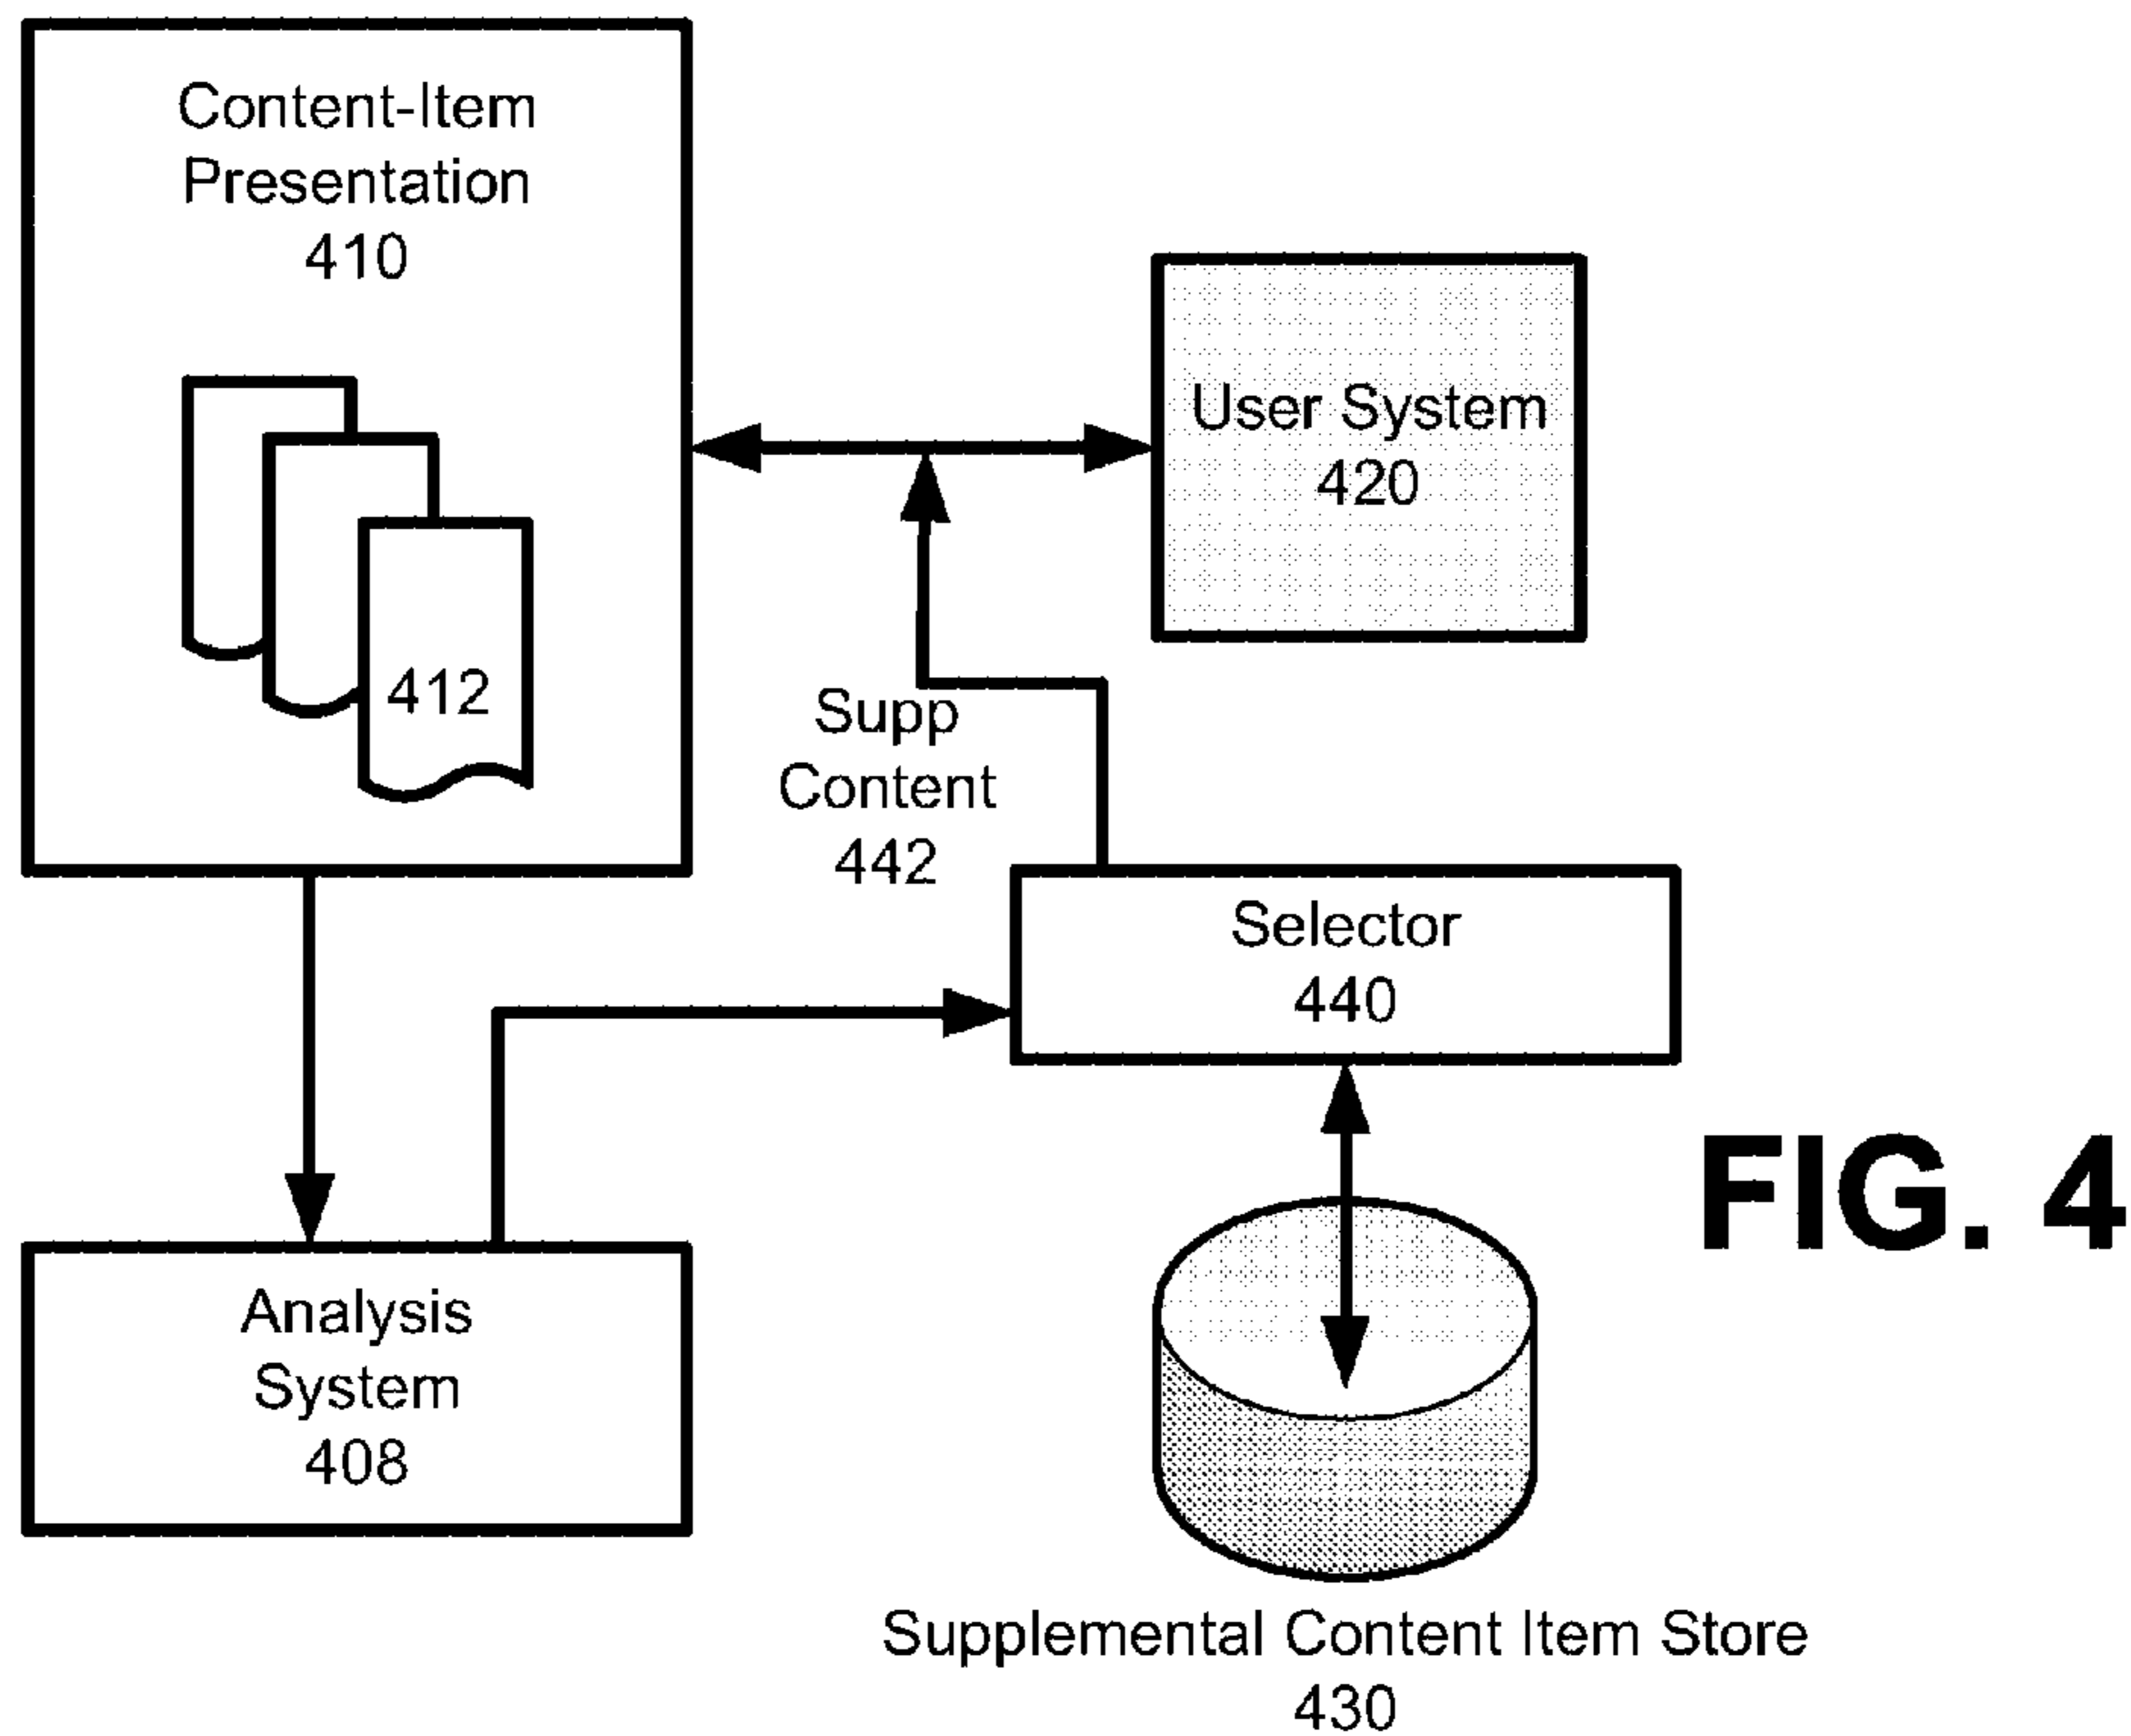 Content-Item
Presentation
410
412
User System
420
Supp
Content
442
Selector
440
Analysis
System
408
Supplemental Content Item Store
430
FIG. 4